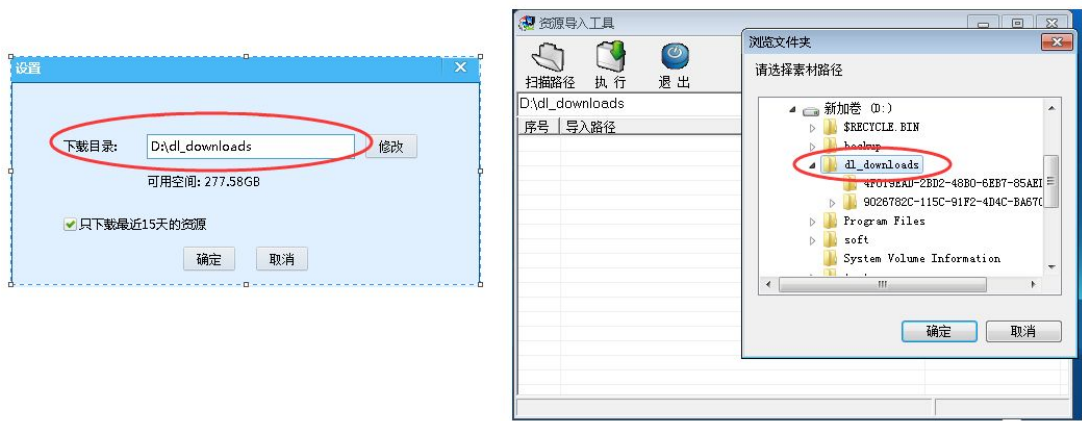 设置
下载目录:
D:\dl_downloads
修改
可用空间: 277.58GB
只下载最近15天的资源
确定
取消
资源导入工具
扫描路径
执 行
退 出
D:\dl_downloads
序号
导入路径
浏览文件夹
请选择素材路径
新加卷 (D:)
$RECYCLE.BIN
backup
dl_downloads
9026782C-115C-91F2-4D4C-BA67
Program Files
soft
System Volume Information
确定
取消